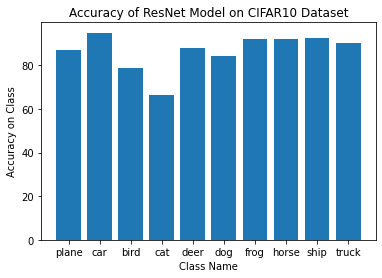 Accuracy of ResNet Model on CIFAR10 Dataset
Accuracy on Class
80
60
40
20
0
plane car bird cat deer dog frog horse ship truck
Class Name